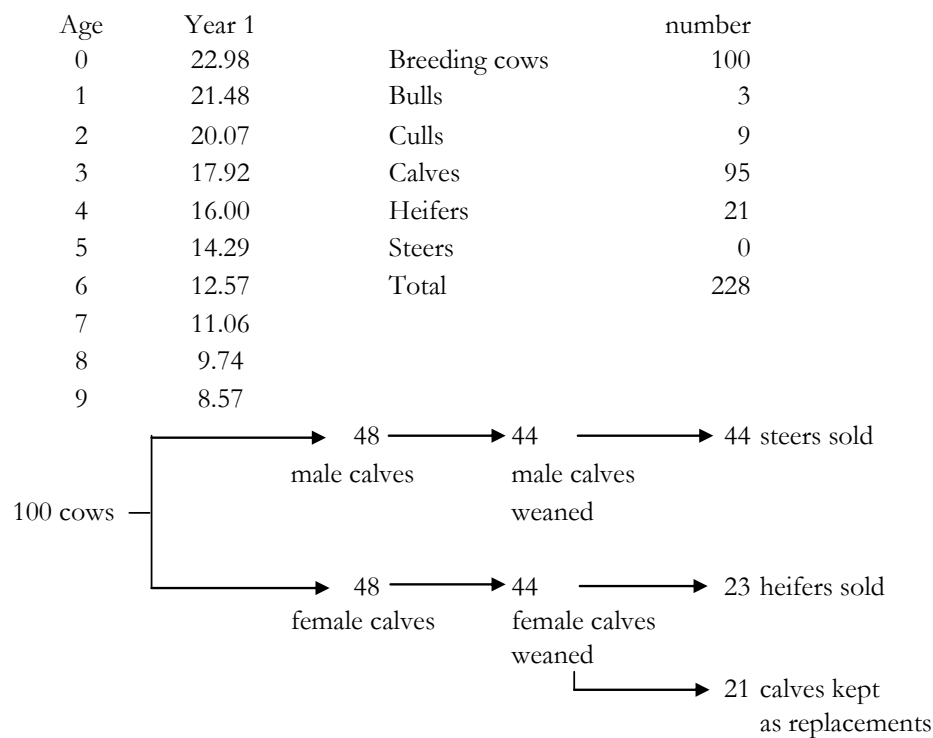 Age Year 1 number
0 22.98 Breeding cows 100
1 21.48 Bulls 3
2 20.07 Culls 9
3 17.92 Calves 95
4 16.00 Heifers 21
5 14.29 Steers 0
6 12.57 Total 228
7 11.06
8 9.74
9 8.57
48 44 44 steers sold
male calves male calves
100 cows weaned
48 44 23 heifers sold
female calves female calves
weaned
21 calves kept
as replacements